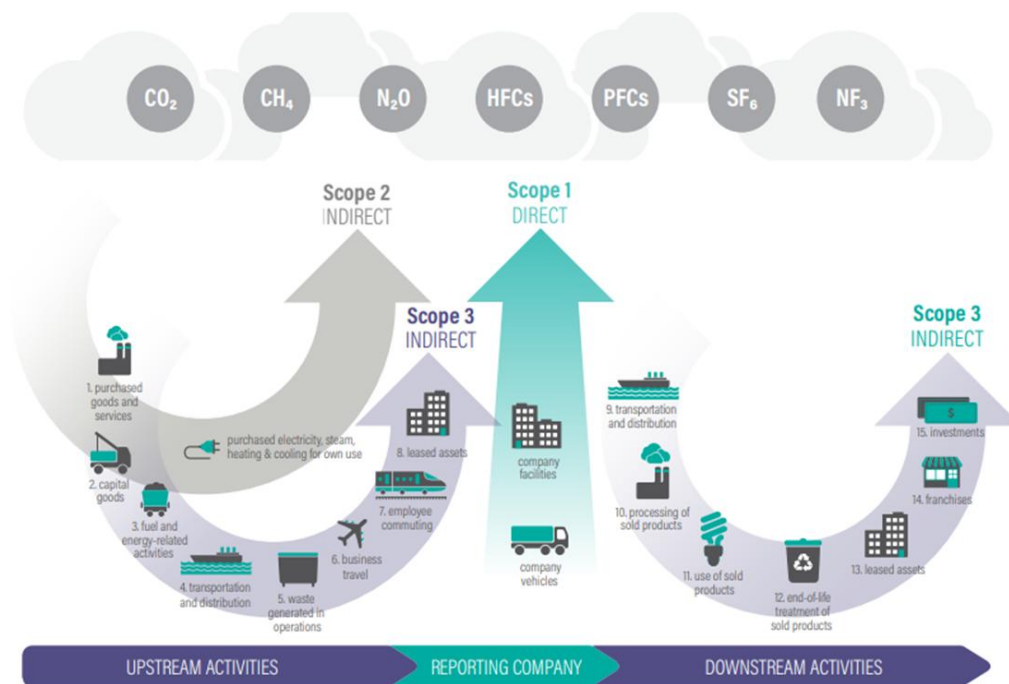 CO₂
CH₄
N₂O
HFCs
PFCs
SF₆
NF₃
Scope 2
INDIRECT
Scope 1
DIRECT
Scope 3
INDIRECT
Scope 3
INDIRECT
1. purchased
goods and
services
2. capital
goods
3. fuel and
energy-related
activities
4. transportation
and distribution
5. waste
generated in
operations
6. business
travel
7. employee
commuting
8. leased assets
purchased electricity, steam,
heating & cooling for own use
company
facilities
company
vehicles
9. transportation
and distribution
10. processing of
sold products
11. use of sold
products
12. end-of-life
treatment of
sold products
13. leased assets
14. franchises
$
15. investments
UPSTREAM ACTIVITIES
REPORTING COMPANY
DOWNSTREAM ACTIVITIES